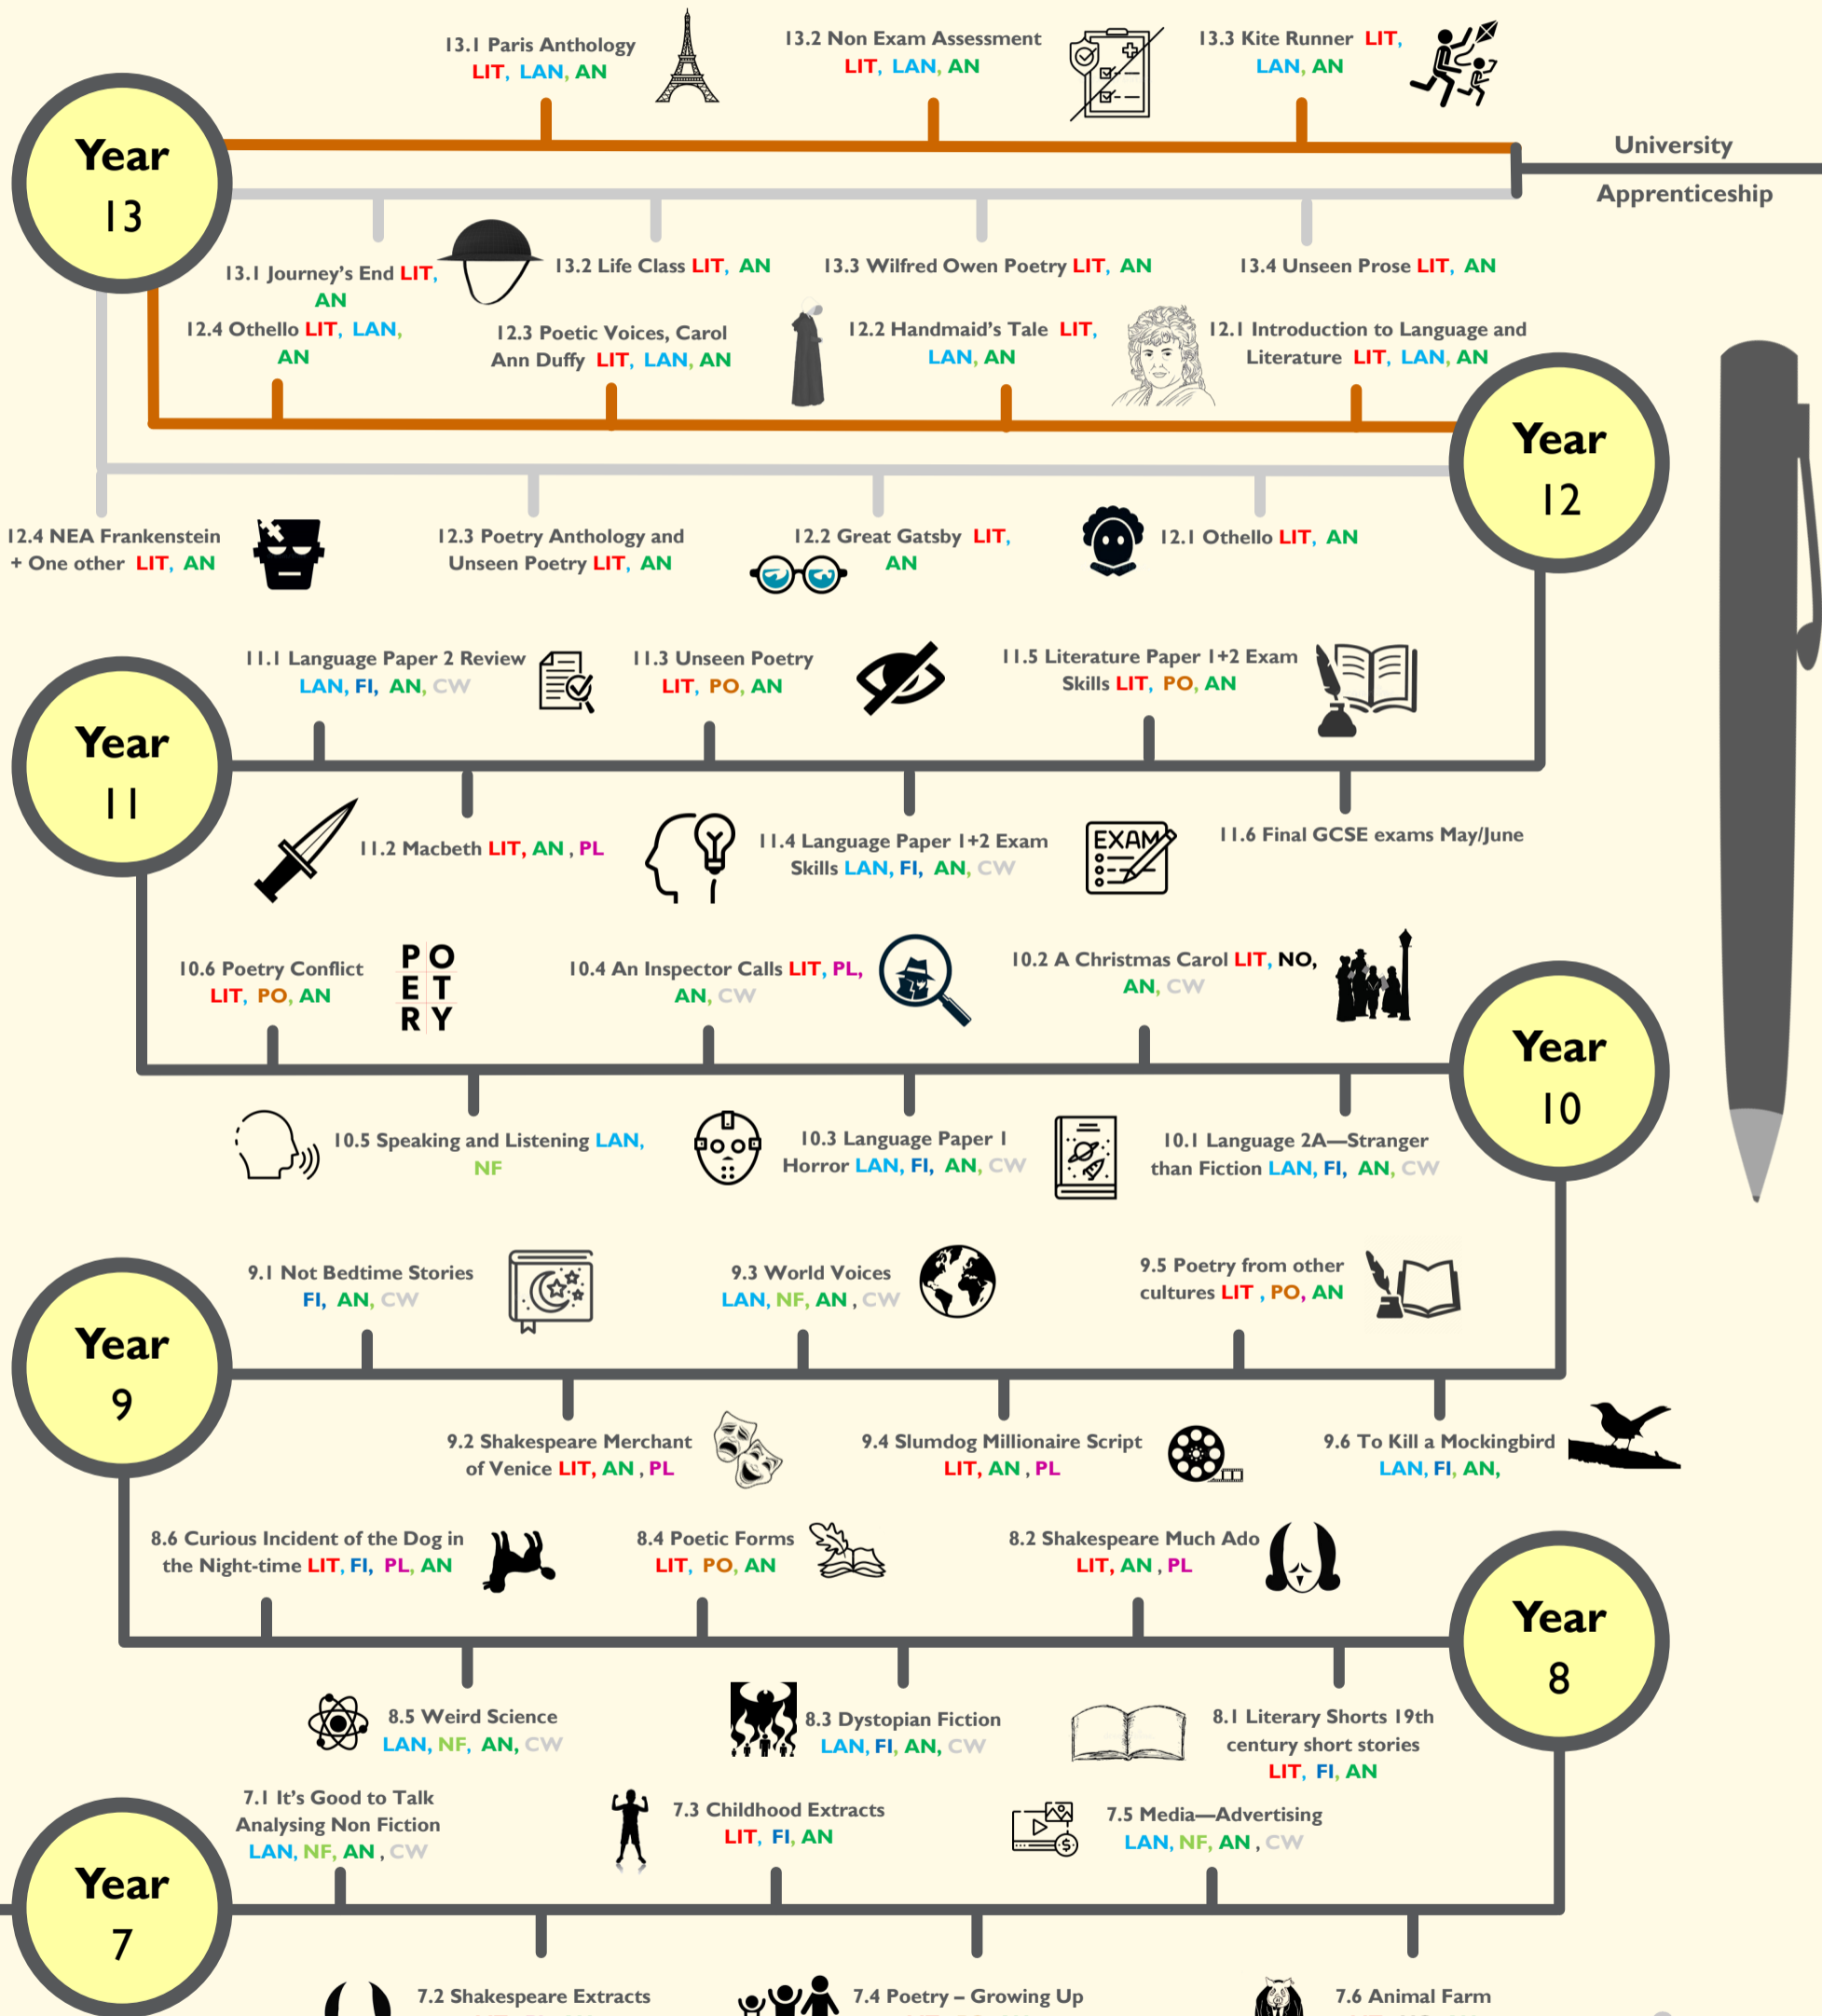 13.1 Paris Anthology
LIT, LAN, AN
13.2 Non Exam Assessment
LIT, LAN, AN
13.3 Kite Runner LIT,
LAN, AN
Year
13
University
Apprenticeship
13.1 Journey's End LIT,
AN
13.2 Life Class LIT, AN
13.3 Wilfred Owen Poetry LIT, AN
13.4 Unseen Prose LIT, AN
12.4 Othello LIT, LAN,
AN
12.3 Poetic Voices, Carol
Ann Duffy LIT, LAN, AN
12.2 Handmaid's Tale LIT,
LAN, AN
12.1 Introduction to Language and
Literature LIT, LAN, AN
Year
12
12.4 NEA Frankenstein
+ One other LIT, AN
12.3 Poetry Anthology and
Unseen Poetry LIT, AN
12.2 Great Gatsby LIT,
AN
12.1 Othello LIT, AN
11.1 Language Paper 2 Review
LAN, FI, AN, CW
11.3 Unseen Poetry
LIT, PO, AN
11.5 Literature Paper 1+2 Exam
Skills LIT, PO, AN
Year
11
11.2 Macbeth LIT, AN , PL
11.4 Language Paper 1+2 Exam
Skills LAN, FI, AN, CW
EXAM
11.6 Final GCSE exams May/June
10.6 Poetry Conflict
LIT, PO, AN
PO
ET
RY
10.4 An Inspector Calls LIT, PL,
AN, CW
10.2 A Christmas Carol LIT, NO,
AN, CW
Year
10
10.5 Speaking and Listening LAN,
NF
10.3 Language Paper 1
Horror LAN, FI, AN, CW
10.1 Language 2A—Stranger
than Fiction LAN, FI, AN, CW
9.1 Not Bedtime Stories
FI, AN, CW
9.3 World Voices
LAN, NF, AN , CW
9.5 Poetry from other
cultures LIT , PO, AN
Year
9
9.2 Shakespeare Merchant
of Venice LIT, AN , PL
9.4 Slumdog Millionaire Script
LIT, AN , PL
9.6 To Kill a Mockingbird
LAN, FI, AN,
8.6 Curious Incident of the Dog in
the Night-time LIT, FI, PL, AN
8.4 Poetic Forms
LIT, PO, AN
8.2 Shakespeare Much Ado
LIT, AN , PL
Year
8
8.5 Weird Science
LAN, NF, AN, CW
8.3 Dystopian Fiction
LAN, FI, AN, CW
8.1 Literary Shorts 19th
century short stories
LIT, FI, AN
7.1 It's Good to Talk
Analysing Non Fiction
LAN, NF, AN , CW
7.3 Childhood Extracts
LIT, FI, AN
7.5 Media—Advertising
LAN, NF, AN , CW
Year
7
7.2 Shakespeare Extracts
7.4 Poetry – Growing Up
7.6 Animal Farm